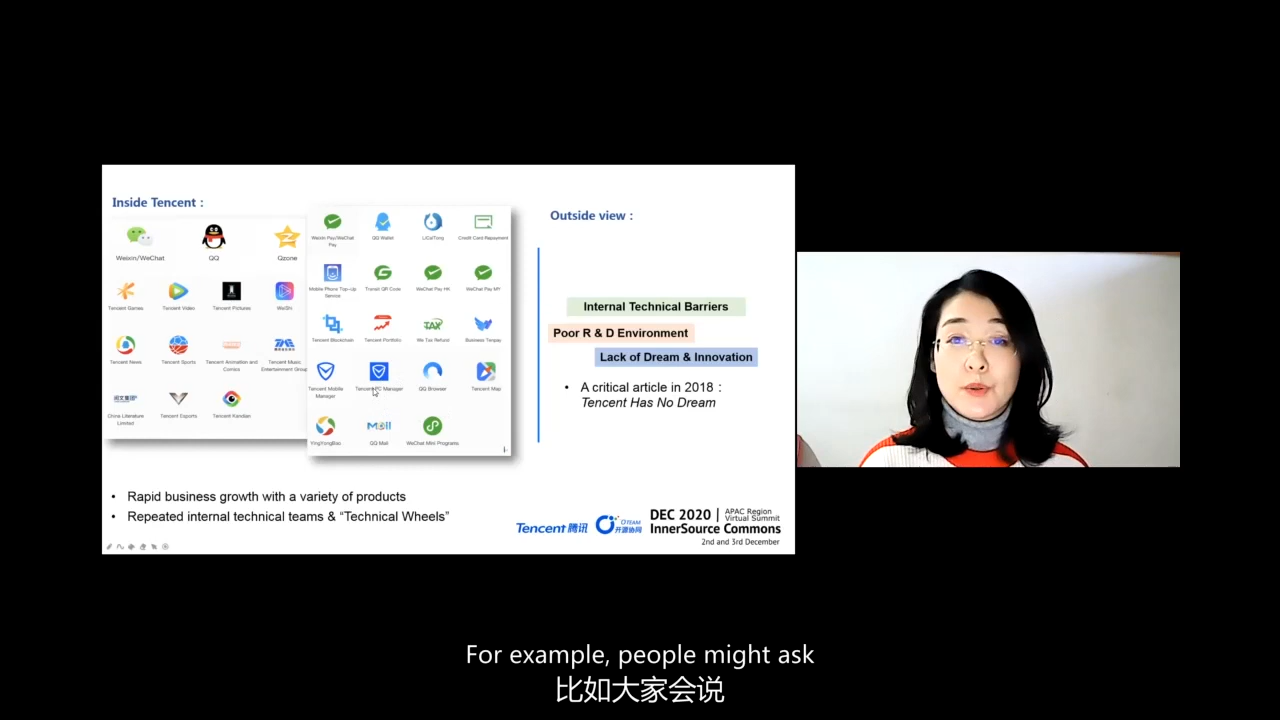 Inside Tencent :
Weixin/WeChat
QQ
Qzone
Tencent Games
Tencent Video
Tencent Pictures
WeShi
Tencent News
Tencent Sports
Tencent Animation and Comics
Tencent Music Entertainment Group
China Literature Limited
Tencent Esports
Tencent Kandian
Weixin Pay/WeChat Pay
QQ Wallet
LiCaiTong
Credit Card Repayment
Mobile Phone Top-Up Service
Transit QR Code
WeChat Pay HK
WeChat Pay MY
Tencent Blockchain
Tencent Portfolio
TAX
We Tax Refund
Business Tenpay
Tencent Mobile Manager
Tencent PC Manager
QQ Browser
Tencent Map
YingYongBao
QQ Mail
WeChat Mini Programs
Outside view :
Internal Technical Barriers
Poor R & D Environment
Lack of Dream & Innovation
• A critical article in 2018 :
Tencent Has No Dream
• Rapid business growth with a variety of products
• Repeated internal technical teams & “Technical Wheels”
Tencent 腾讯
OTEAM
开源协同
DEC 2020 | APAC Region
Virtual Summit
InnerSource Commons
2nd and 3rd December
For example, people might ask
比如大家会说